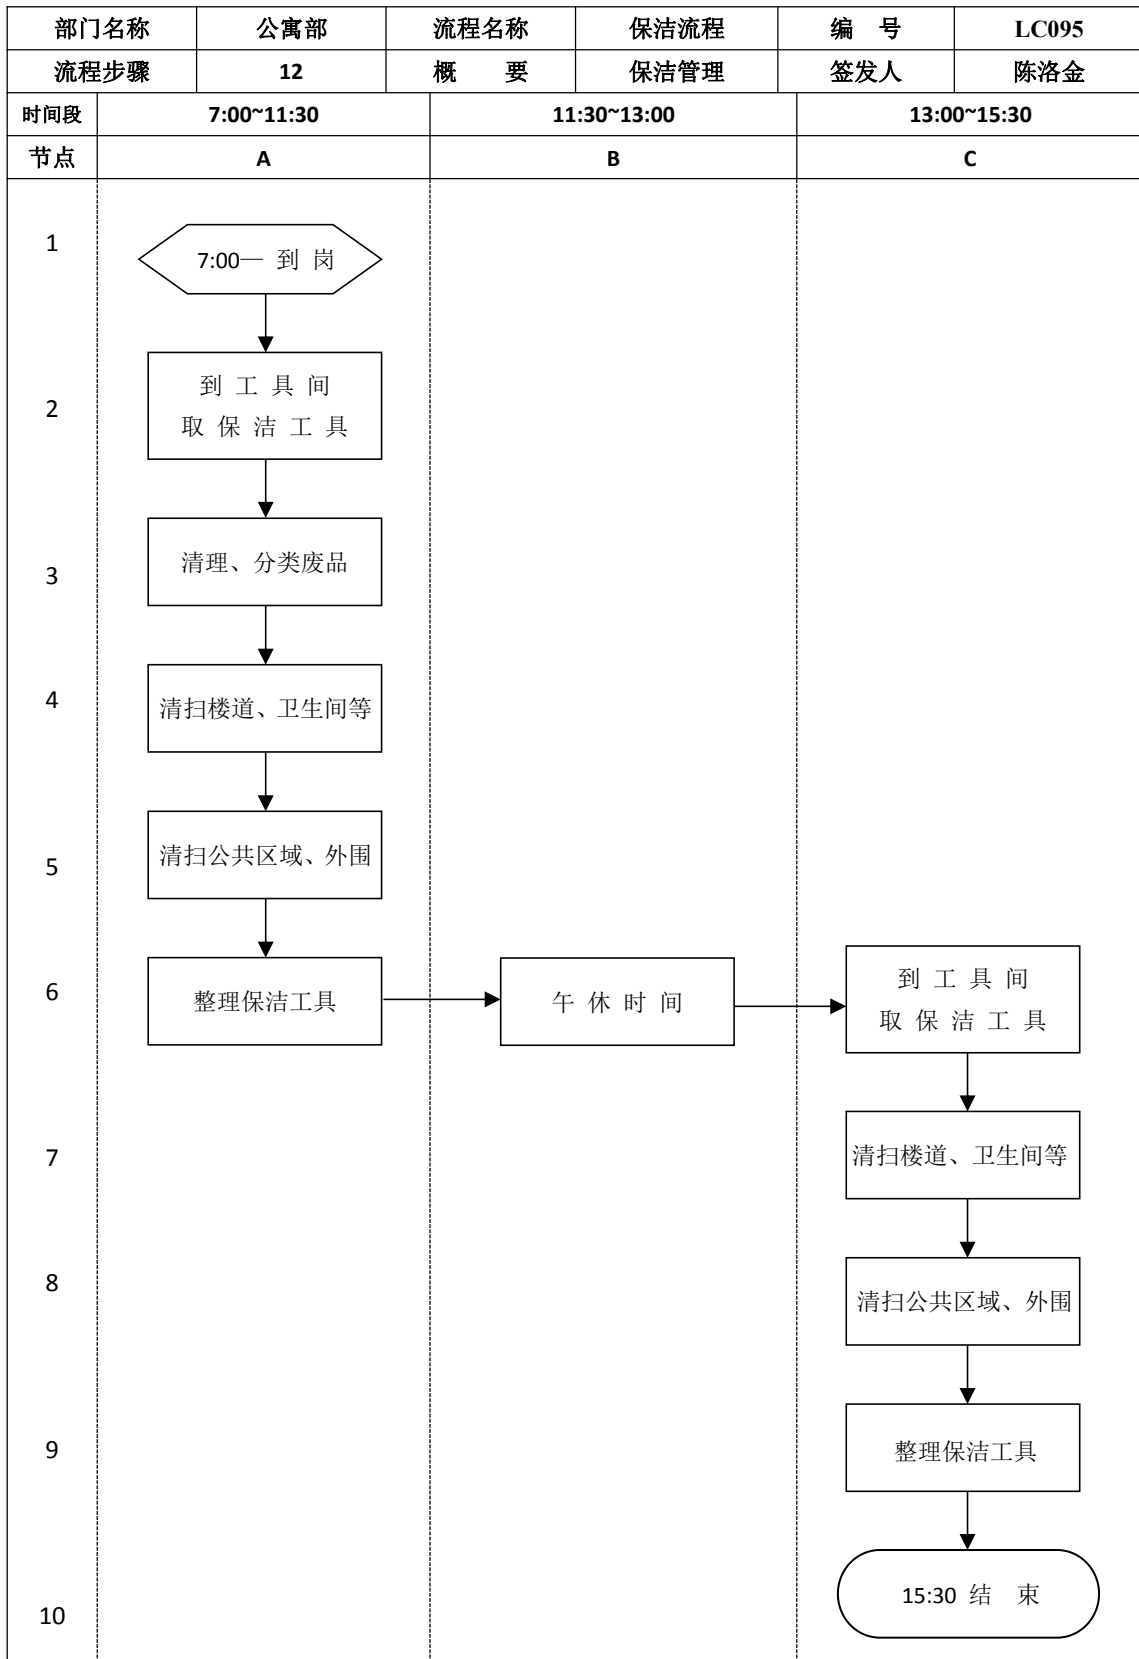 部门名称 公寓部 流程名称 保洁流程 编 号 LC095
流程步骤 12 概 要 保洁管理 签发人 陈洛金
时间段 7:00~11:30 11:30~13:00 13:00~15:30
节点 A B C
1
7:00— 到 岗
2
到 工 具 间
取 保 洁 工 具
3
清理、分类废品
4
清扫楼道、卫生间等
5
清扫公共区域、外围
6
整理保洁工具
午 休 时 间
到 工 具 间
取 保 洁 工 具
7
清扫楼道、卫生间等
8
清扫公共区域、外围
9
整理保洁工具
10
15:30 结 束